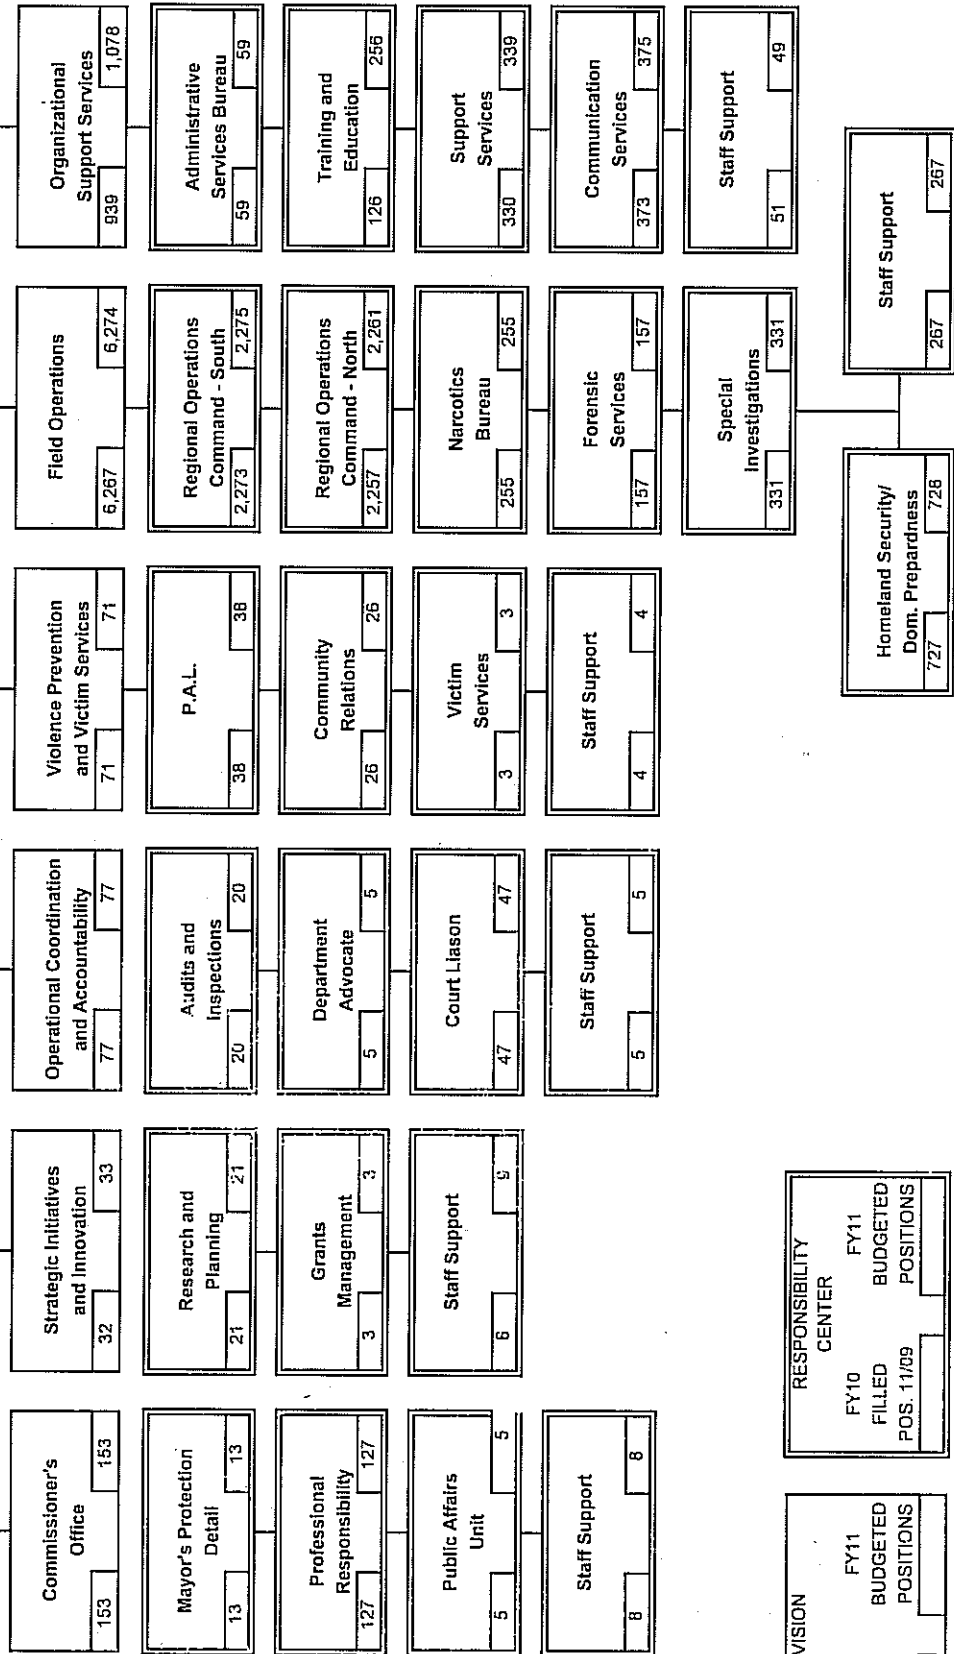 Commissioner's
Office
153 153
Strategic Initiatives
and Innovation
32 33
Operational Coordination
and Accountability
77 77
Violence Prevention
and Victim Services
71 71
Field Operations
6,267 6,274
Organizational
Support Services
939 1,078
Mayor's Protection
Detail
13 13
Research and
Planning
21 21
Audits and
Inspections
20 20
P.A.L.
38 38
Regional Operations
Command - South
2,273 2,275
Administrative
Services Bureau
59 59
Professional
Responsibility
127 127
Grants
Management
3 3
Department
Advocate
5 5
Community
Relations
26 26
Regional Operations
Command - North
2,257 2,261
Training and
Education
126 256
Public Affairs
Unit
5 5
Staff Support
6 9
Court Liason
47 47
Victim
Services
3 3
Narcotics
Bureau
255 255
Support
Services
330 339
Staff Support
8 8
Staff Support
5 5
Staff Support
4 4
Forensic
Services
157 157
Communication
Services
373 375
Special
Investigations
331 331
Staff Support
51 49
VISION
FY11
BUDGETED
POSITIONS
RESPONSIBILITY
CENTER
FY10 FY11
FILLED BUDGETED
POS. 11/09 POSITIONS
Homeland Security/
Dom. Prepardness
727 728
Staff Support
267 267